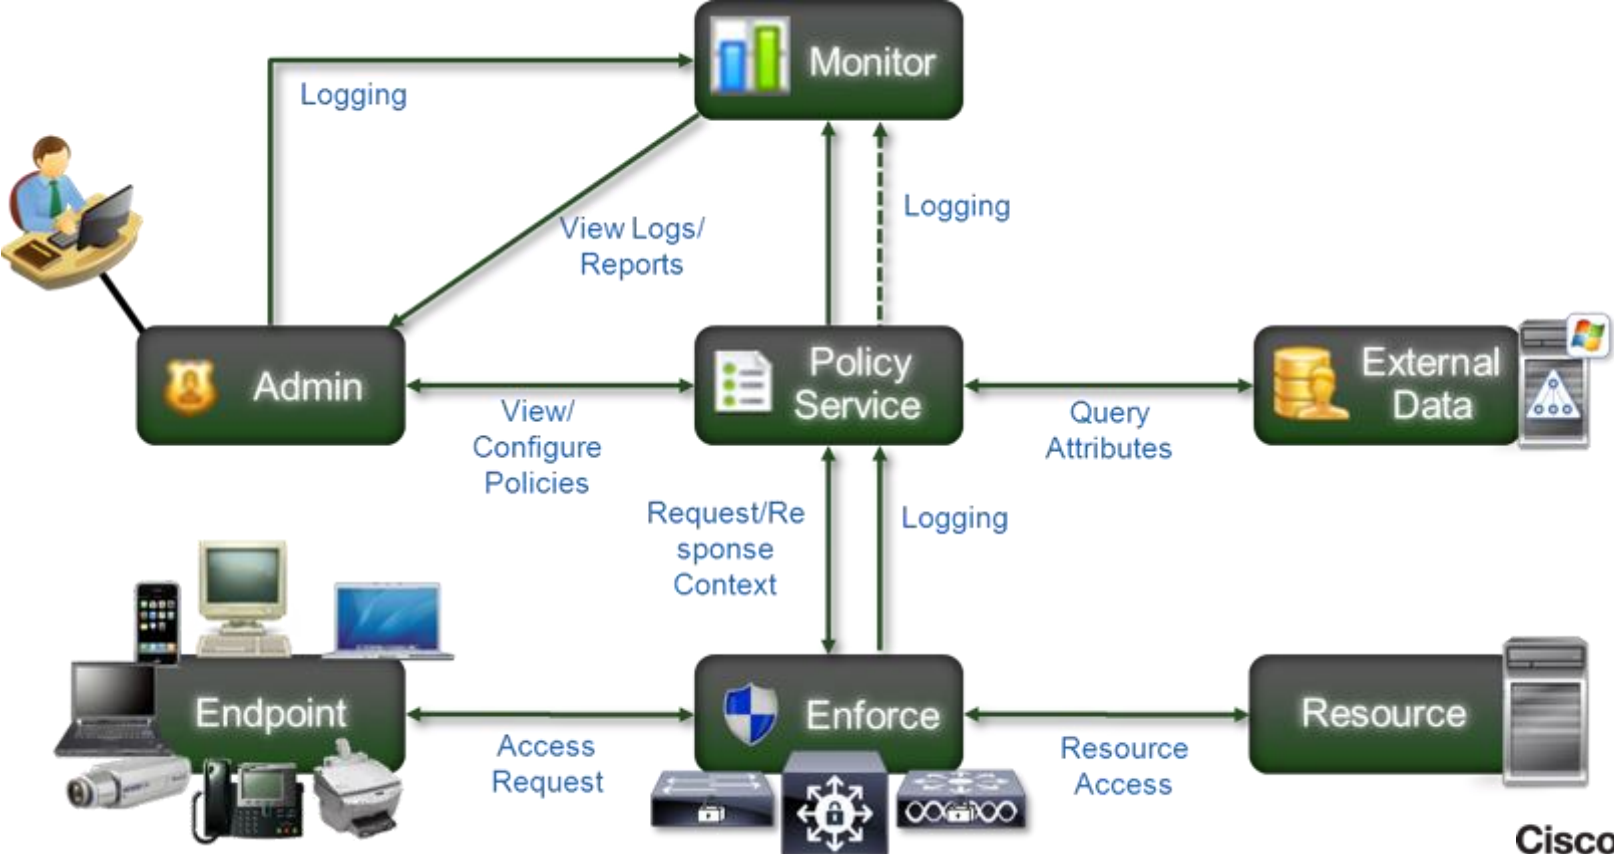 Monitor
Logging
Logging
View Logs/
Reports
Admin
Policy
Service
External
Data
View/
Configure
Policies
Query
Attributes
Request/Re
sponse
Context
Logging
Endpoint
Enforce
Resource
Access
Request
Resource
Access
Cisco